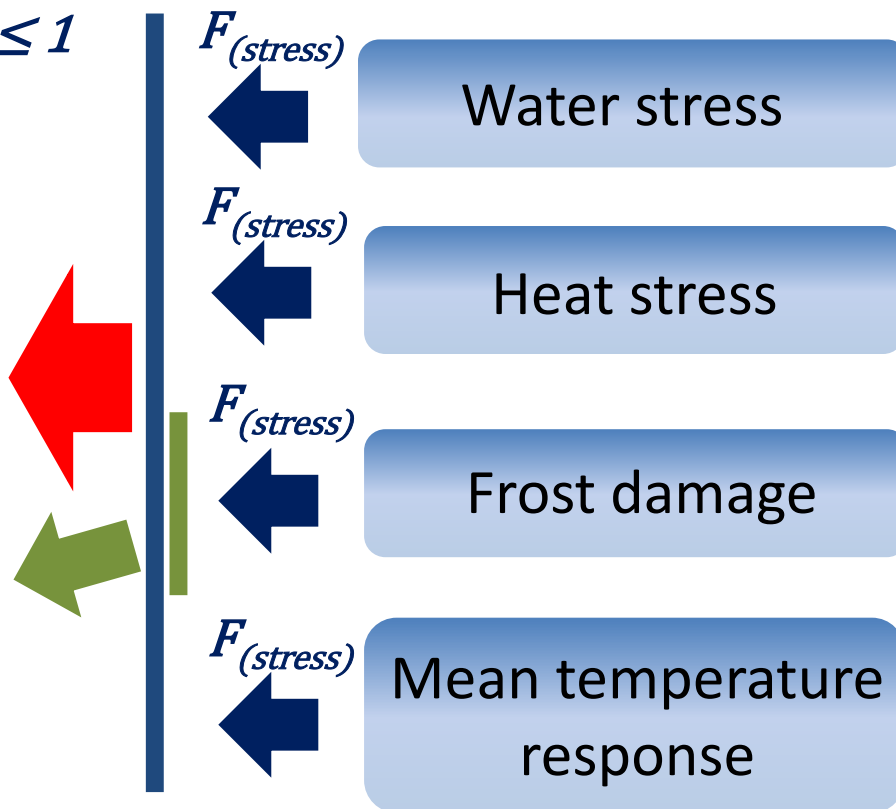 ≤ 1
F(stress)
Water stress
F(stress)
Heat stress
F(stress)
Frost damage
F(stress)
Mean temperature
response